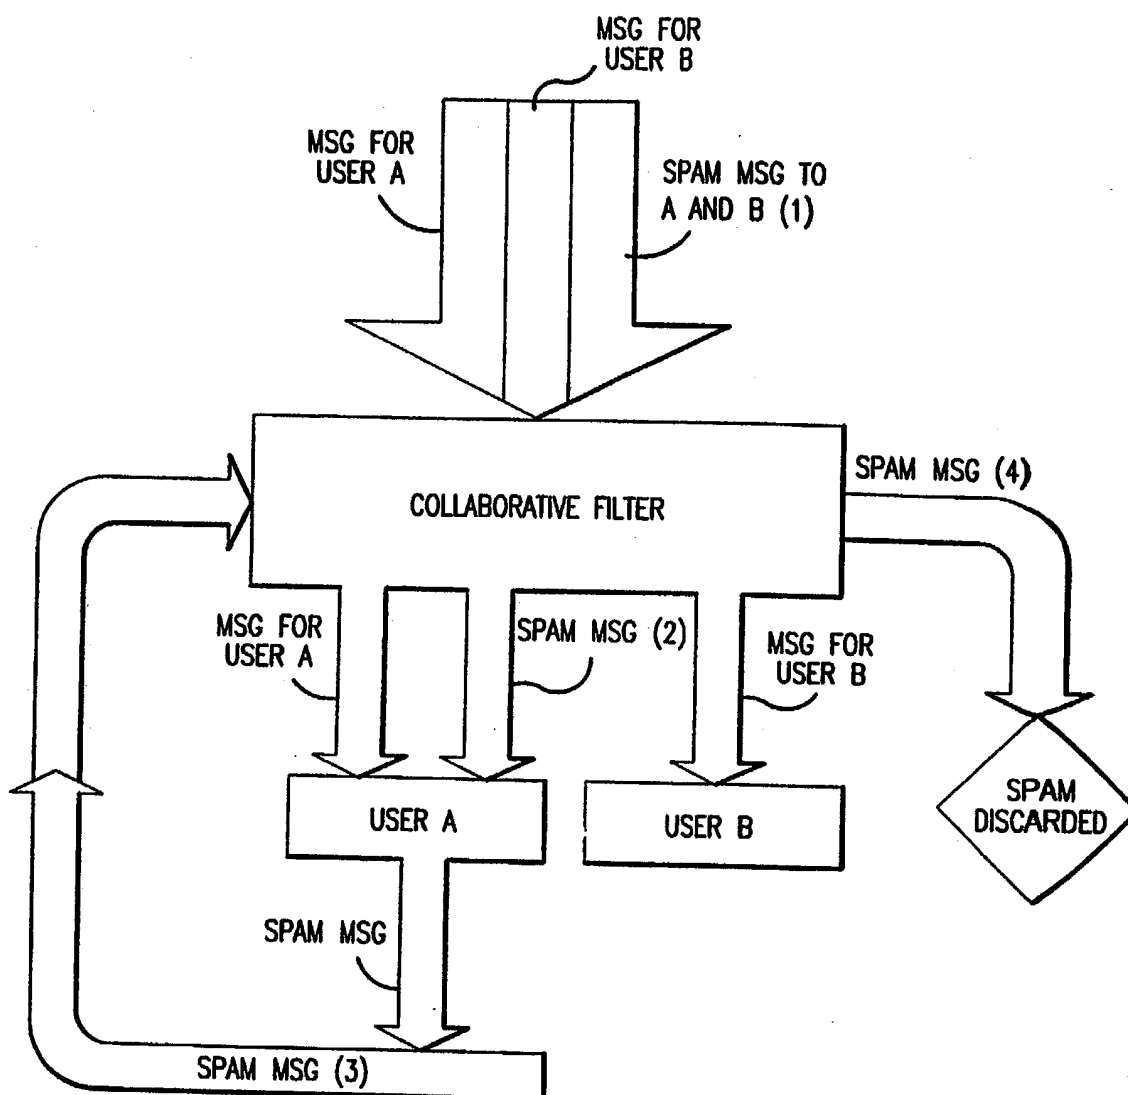 MSG FOR
USER B
MSG FOR
USER A
SPAM MSG TO
A AND B (1)
COLLABORATIVE FILTER
SPAM MSG (4)
MSG FOR
USER A
SPAM MSG (2)
MSG FOR
USER B
USER A
USER B
SPAM
DISCARDED
SPAM MSG
SPAM MSG (3)